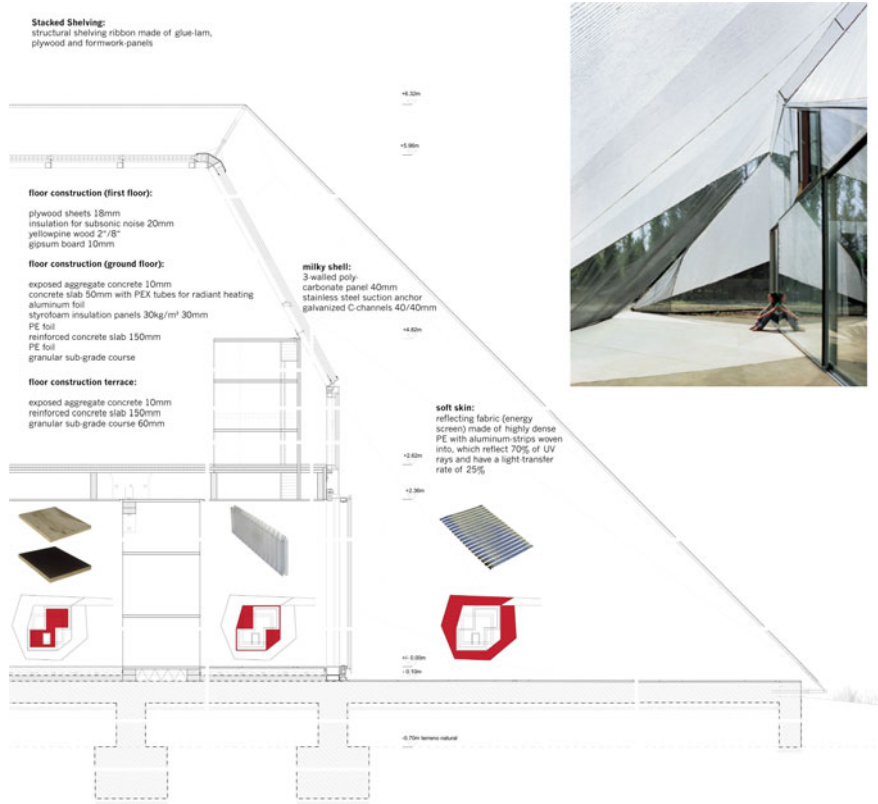 Stacked Shelving:
structural shelving ribbon made of glue-lam,
plywood and formwork-panels
+6.32m
+5.96m
floor construction (first floor):
plywood sheets 18mm
insulation for subsonic noise 20mm
yellowpine wood 2"/8"
gipsum board 10mm
floor construction (ground floor):
exposed aggregate concrete 10mm
concrete slab 50mm with PEX tubes for radiant heating
aluminum foil
styrofoam insulation panels 30kg/m³ 30mm
PE foil
reinforced concrete slab 150mm
PE foil
granular sub-grade course
floor construction terrace:
exposed aggregate concrete 10mm
reinforced concrete slab 150mm
granular sub-grade course 60mm
milky shell:
3-walled poly-
carbonate panel 40mm
stainless steel suction anchor
galvanized C-channels 40/40mm
+4.82m
soft skin:
reflecting fabric (energy
screen) made of highly dense
PE with aluminum-strips woven
into, which reflect 70% of UV
rays and have a light-transfer
rate of 25%
+2.62m
+2.36m
+/- 0.00m
- 0.10m
-0.70m terreno natural